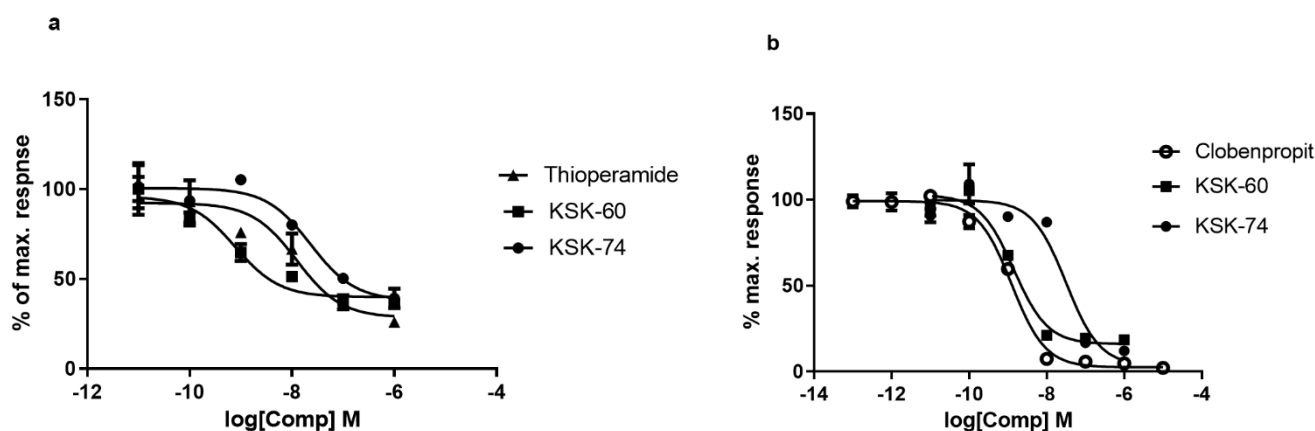 a
% of max. respnse
150
100
50
0
-12
-10
-8
-6
-4
log[Comp] M
Thioperamide
KSK-60
KSK-74
b
% max. response
150
100
50
0
-14
-12
-10
-8
-6
-4
log[Comp] M
Clobenpropit
KSK-60
KSK-74